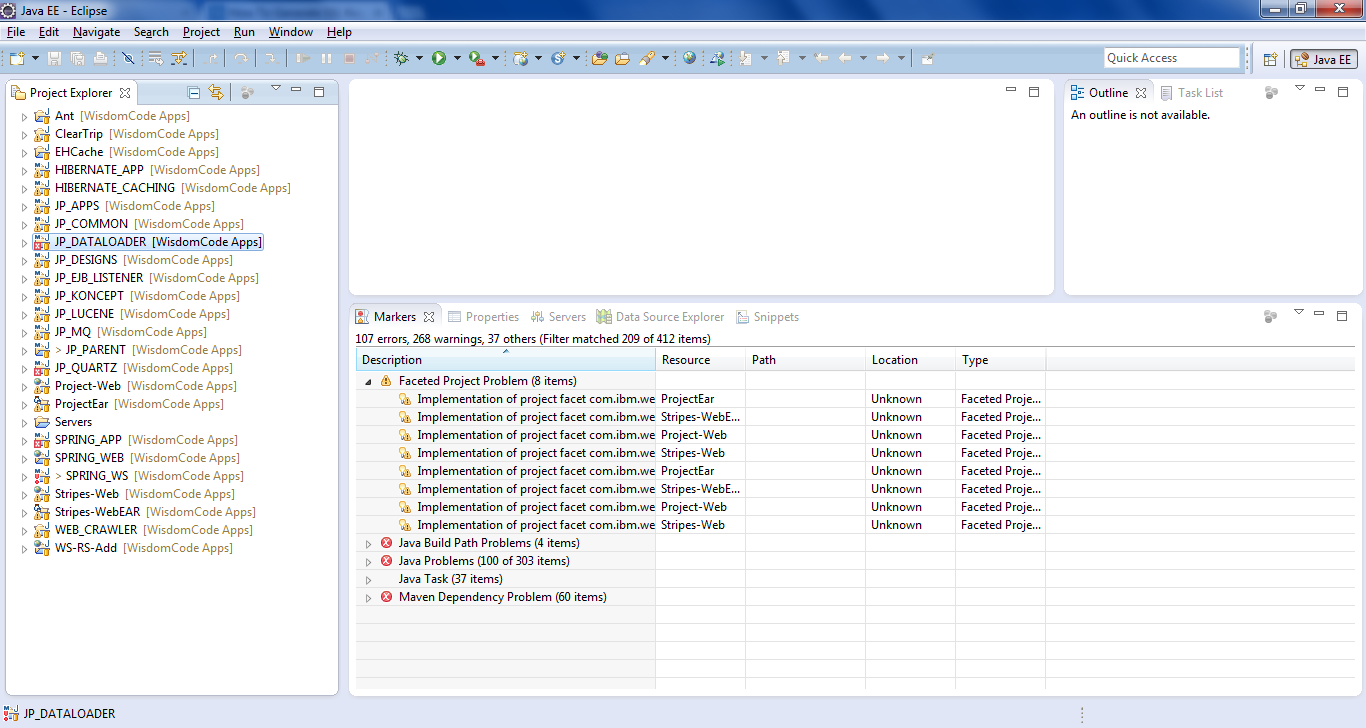 Java EE - Eclipse
File Edit Navigate Search Project Run Window Help
Quick Access
Java EE
Project Explorer
Ant [WisdomCode Apps]
ClearTrip [WisdomCode Apps]
EHCache [WisdomCode Apps]
HIBERNATE_APP [WisdomCode Apps]
HIBERNATE_CACHING [WisdomCode Apps]
JP_APPS [WisdomCode Apps]
JP_COMMON [WisdomCode Apps]
JP_DATALOADER [WisdomCode Apps]
JP_DESIGNS [WisdomCode Apps]
JP_EJB_LISTENER [WisdomCode Apps]
JP_KONCEPT [WisdomCode Apps]
JP_LUCENE [WisdomCode Apps]
JP_MQ [WisdomCode Apps]
> JP_PARENT [WisdomCode Apps]
JP_QUARTZ [WisdomCode Apps]
Project-Web [WisdomCode Apps]
ProjectEar [WisdomCode Apps]
Servers
SPRING_APP [WisdomCode Apps]
SPRING_WEB [WisdomCode Apps]
> SPRING_WS [WisdomCode Apps]
Stripes-Web [WisdomCode Apps]
Stripes-WebEAR [WisdomCode Apps]
WEB_CRAWLER [WisdomCode Apps]
WS-RS-Add [WisdomCode Apps]
Outline Task List
An outline is not available.
Markers Properties Servers Data Source Explorer Snippets
107 errors, 268 warnings, 37 others (Filter matched 209 of 412 items)
Description Resource Path Location Type
Faceted Project Problem (8 items)
Implementation of project facet com.ibm.we ProjectEar Unknown Faceted Proje...
Implementation of project facet com.ibm.we Stripes-WebE... Unknown Faceted Proje...
Implementation of project facet com.ibm.we Project-Web Unknown Faceted Proje...
Implementation of project facet com.ibm.we Stripes-Web Unknown Faceted Proje...
Implementation of project facet com.ibm.we ProjectEar Unknown Faceted Proje...
Implementation of project facet com.ibm.we Stripes-WebE... Unknown Faceted Proje...
Implementation of project facet com.ibm.we Project-Web Unknown Faceted Proje...
Implementation of project facet com.ibm.we Stripes-Web Unknown Faceted Proje...
Java Build Path Problems (4 items)
Java Problems (100 of 303 items)
Java Task (37 items)
Maven Dependency Problem (60 items)
JP_DATALOADER